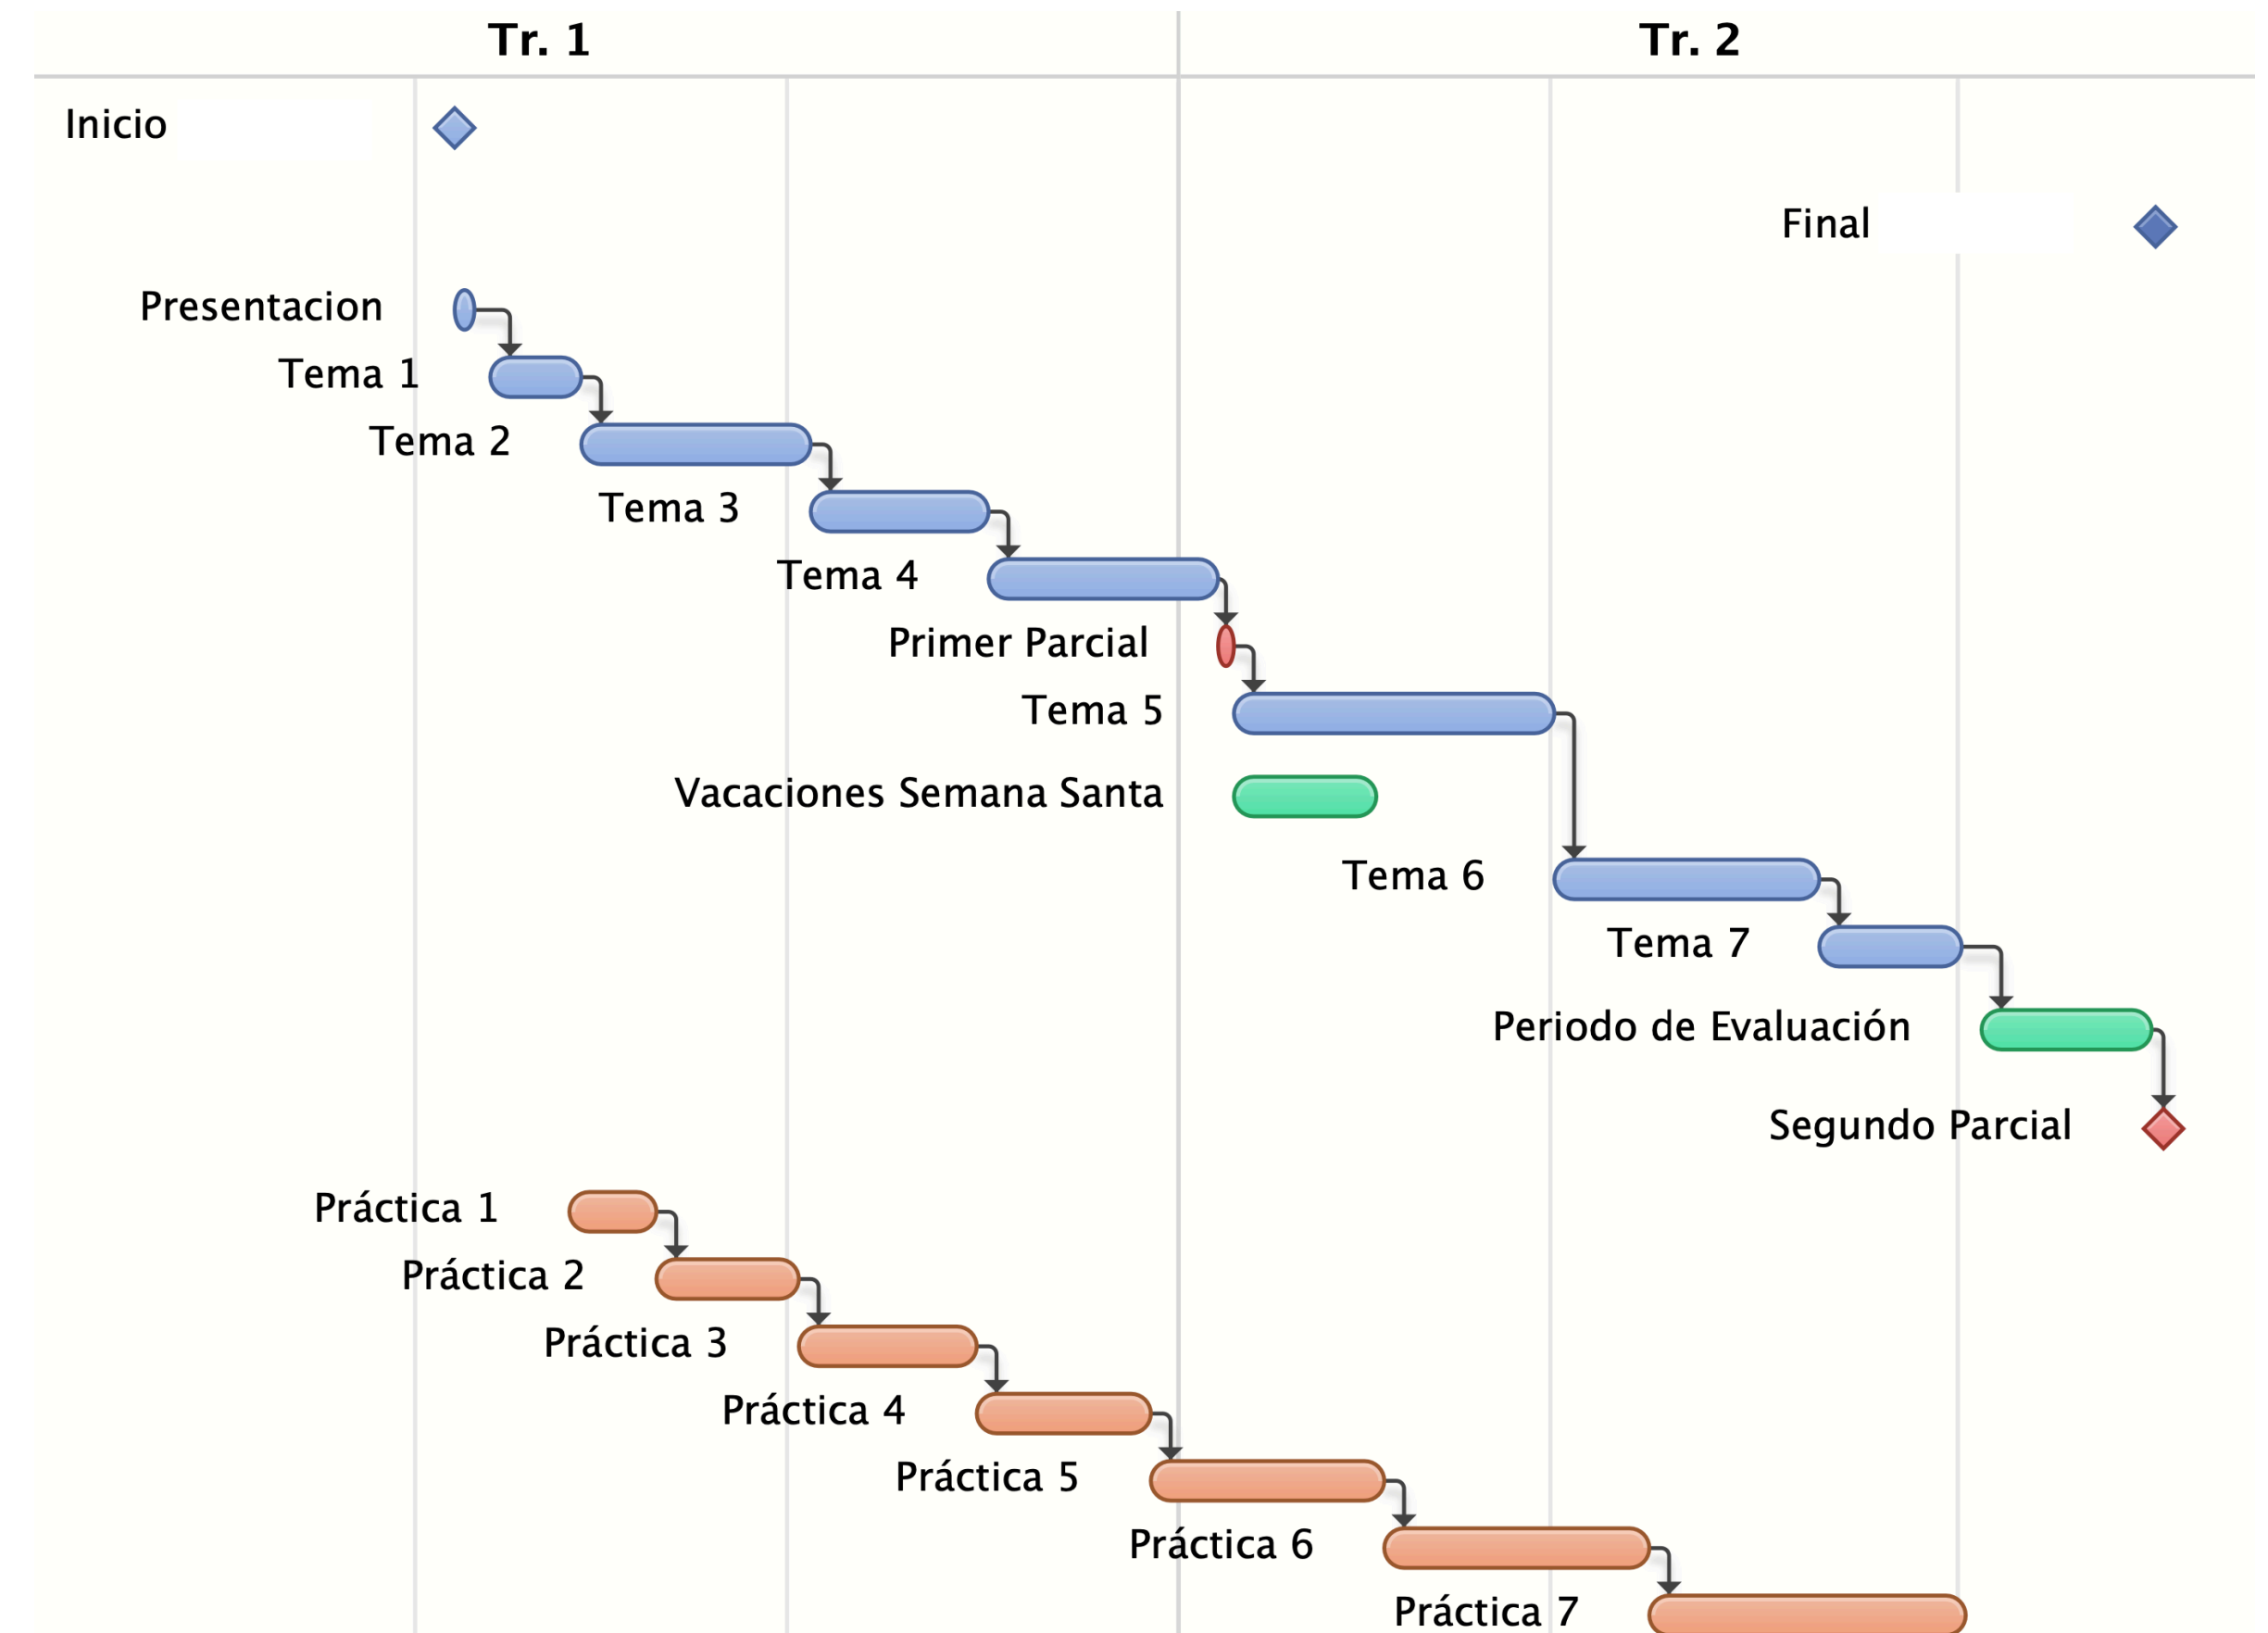 Tr. 1
Tr. 2
Inicio
Final
Presentacion
Tema 1
Tema 2
Tema 3
Tema 4
Primer Parcial
Tema 5
Vacaciones Semana Santa
Tema 6
Tema 7
Periodo de Evaluación
Segundo Parcial
Práctica 1
Práctica 2
Práctica 3
Práctica 4
Práctica 5
Práctica 6
Práctica 7